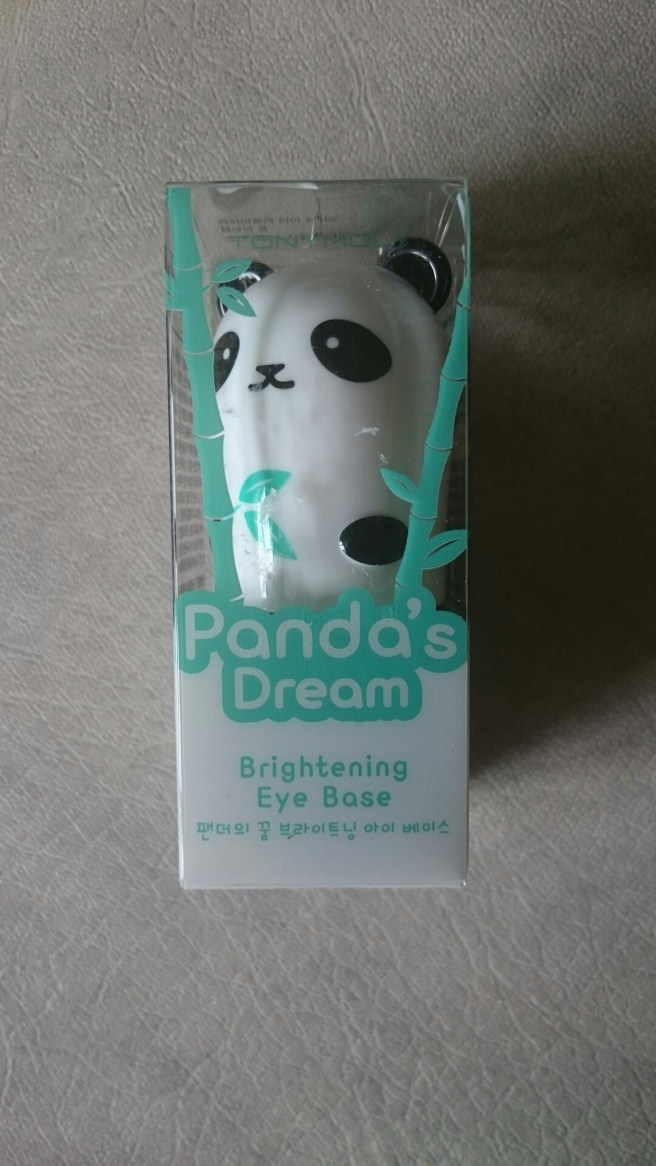 TONYMOLY
Panda's
Dream
Brightening
Eye Base
팬더의 꿈 브라이트닝 아이 베이스